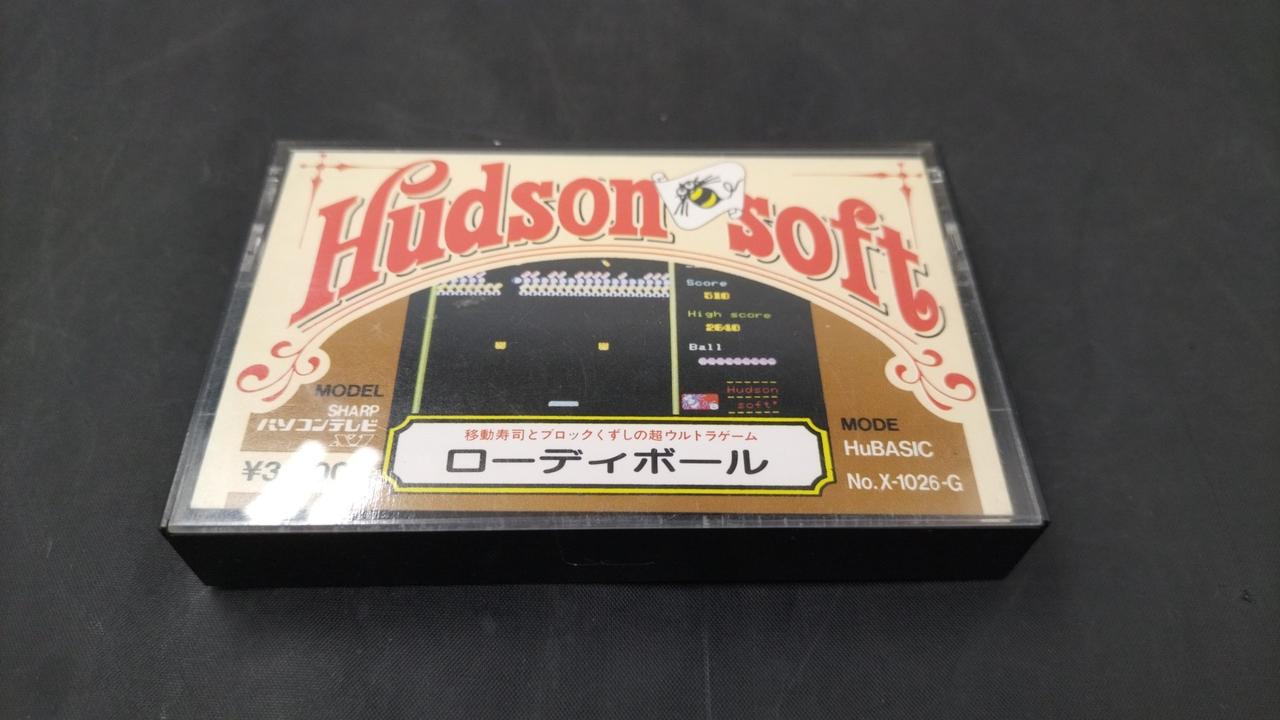 Hudson soft
Score
510
High score
2640
Ball
Hudson
soft
MODEL
SHARP
パソコンテレビ
X1
MODE
HuBASIC
No.X-1026-G
移動寿司とブロックくずしの超ウルトラゲーム
ローディボール